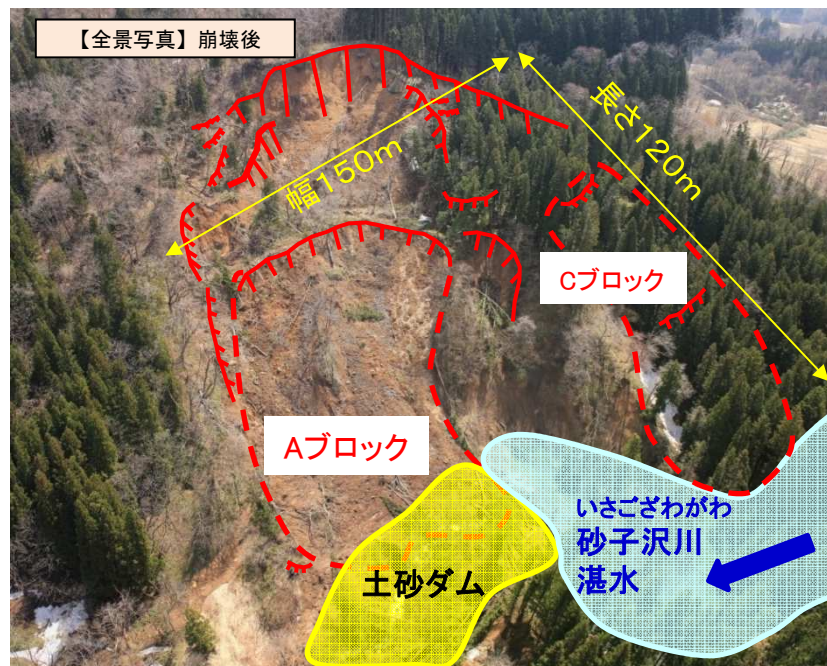 【全景写真】崩壊後
幅150m
長さ120m
Cブロック
Aブロック
いさござわがわ
砂子沢川
湛水
土砂ダム